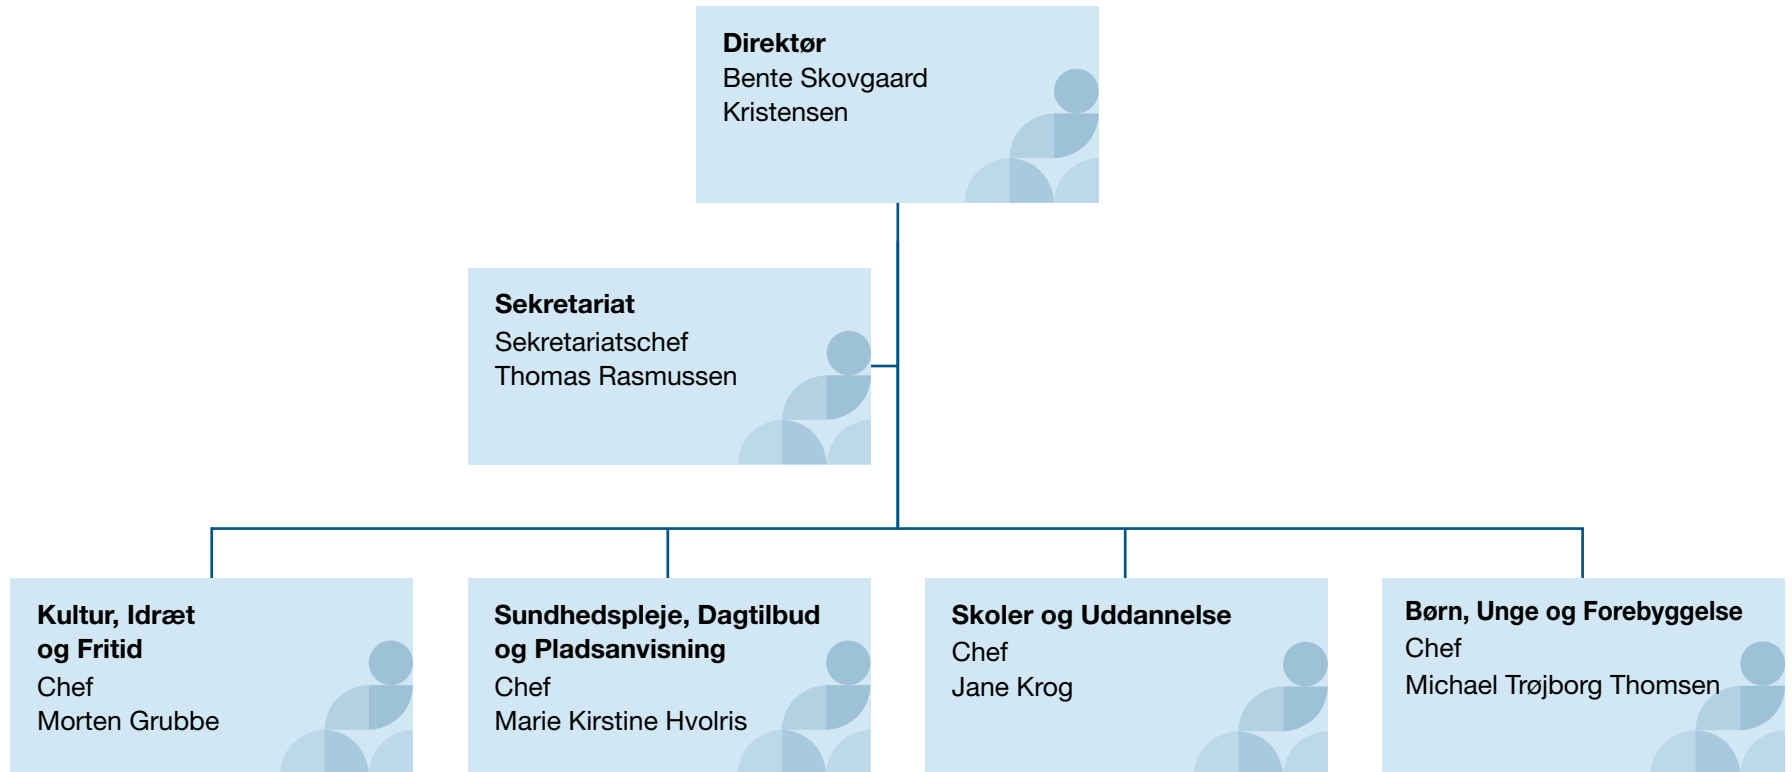 Direktør
Bente Skovgaard
Kristensen
Sekretariat
Sekretariatschef
Thomas Rasmussen
Kultur, Idræt
og Fritid
Chef
Morten Grubbe
Sundhedspleje, Dagtilbud
og Pladsanvisning
Chef
Marie Kirstine Hvolris
Skoler og Uddannelse
Chef
Jane Krog
Børn, Unge og Forebyggelse
Chef
Michael Trøjborg Thomsen